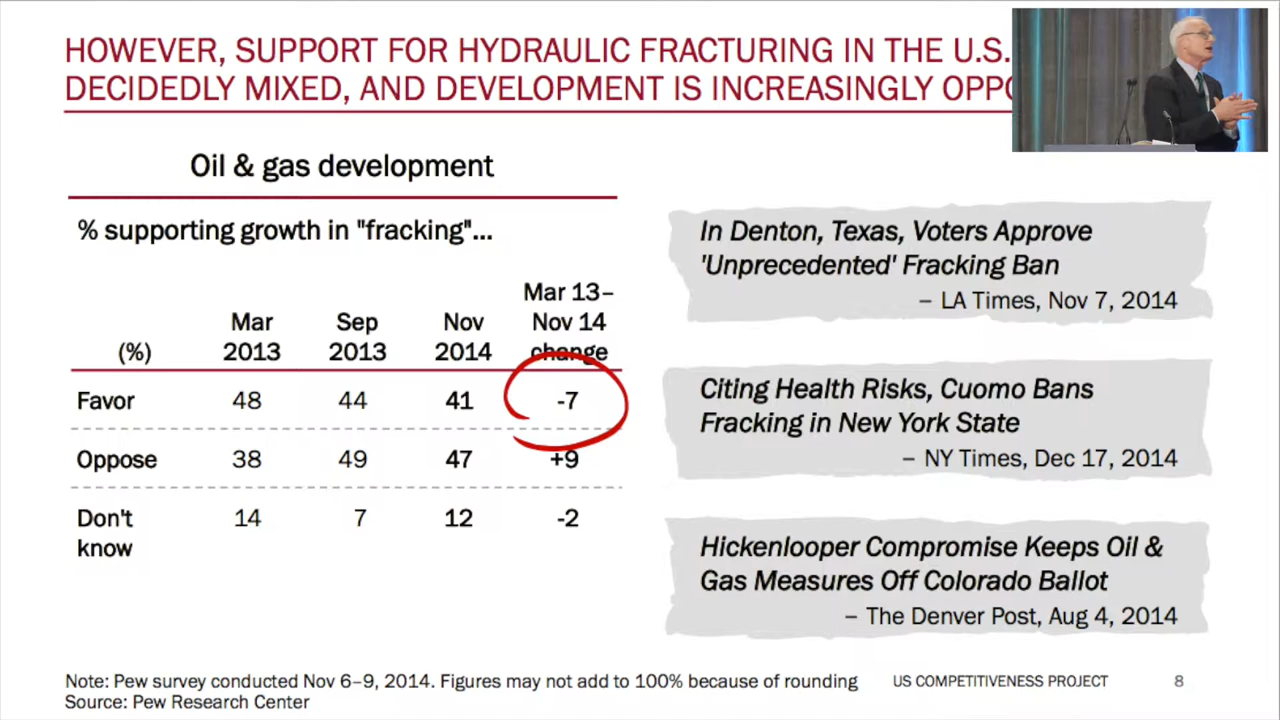 HOWEVER, SUPPORT FOR HYDRAULIC FRACTURING IN THE U.S.
DECIDEDLY MIXED, AND DEVELOPMENT IS INCREASINGLY
Oil & gas development
% supporting growth in "fracking"...
Mar 13–
Mar Sep Nov Nov 14
(%) 2013 2013 2014 change
Favor 48 44 41 -7
Oppose 38 49 47 +9
Don't 14 7 12 -2
know
In Denton, Texas, Voters Approve
'Unprecedented' Fracking Ban
– LA Times, Nov 7, 2014
Citing Health Risks, Cuomo Bans
Fracking in New York State
– NY Times, Dec 17, 2014
Hickenlooper Compromise Keeps Oil &
Gas Measures Off Colorado Ballot
– The Denver Post, Aug 4, 2014
Note: Pew survey conducted Nov 6–9, 2014. Figures may not add to 100% because of rounding
Source: Pew Research Center
US COMPETITIVENESS PROJECT 8